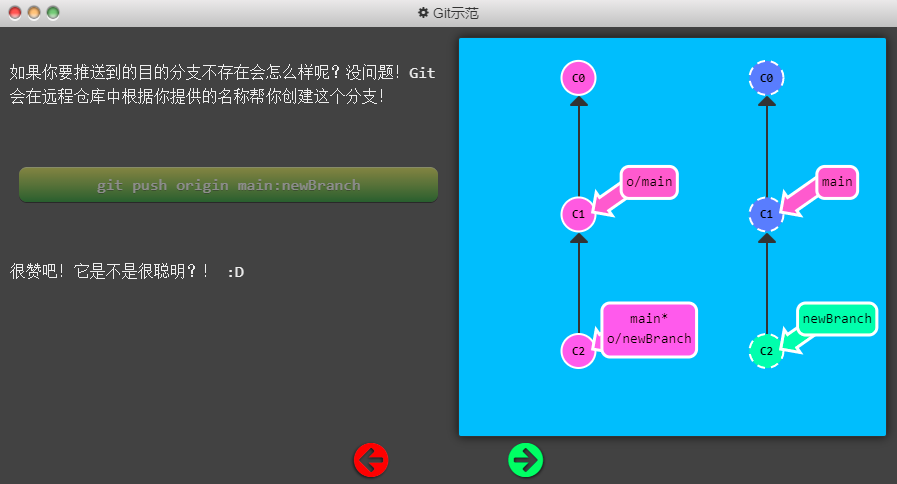 Git示范
如果你要推送到的目的分支不存在会怎么样呢？没问题！Git
会在远程仓库中根据你提供的名称帮你创建这个分支！
git push origin main:newBranch
很赞吧！它是不是很聪明？！ :D
C0
C0
o/main
main
C1
C1
main*
o/newBranch
newBranch
C2
C2